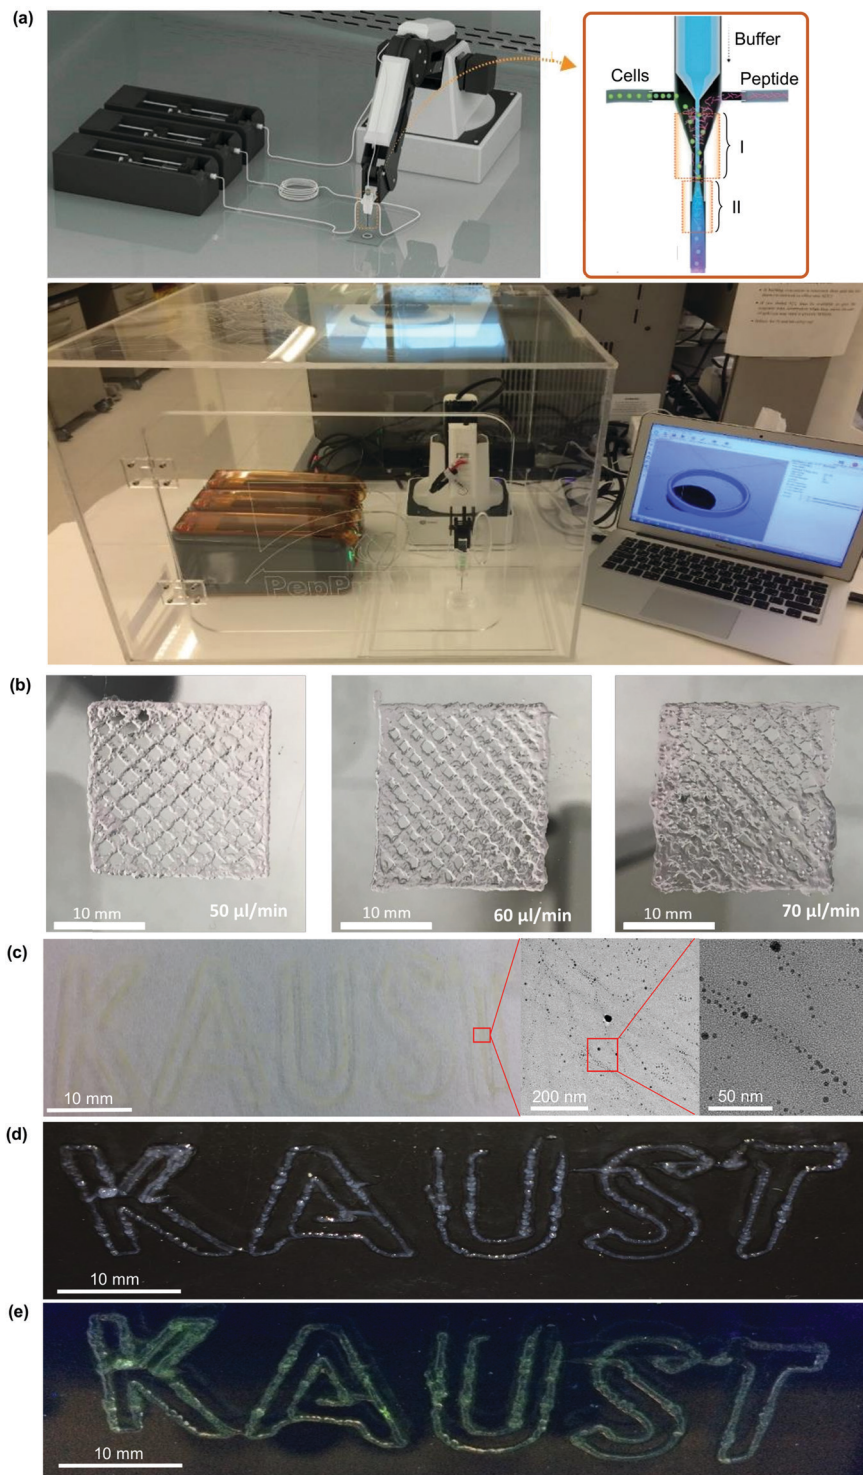 (a)
Buffer
Cells
Peptide
I
II
PenP
(b)
10 mm
50 µl/min
10 mm
60 µl/min
10 mm
70 µl/min
(c)
KAUST
10 mm
200 nm
50 nm
(d)
KAUST
10 mm
(e)
KAUST
10 mm